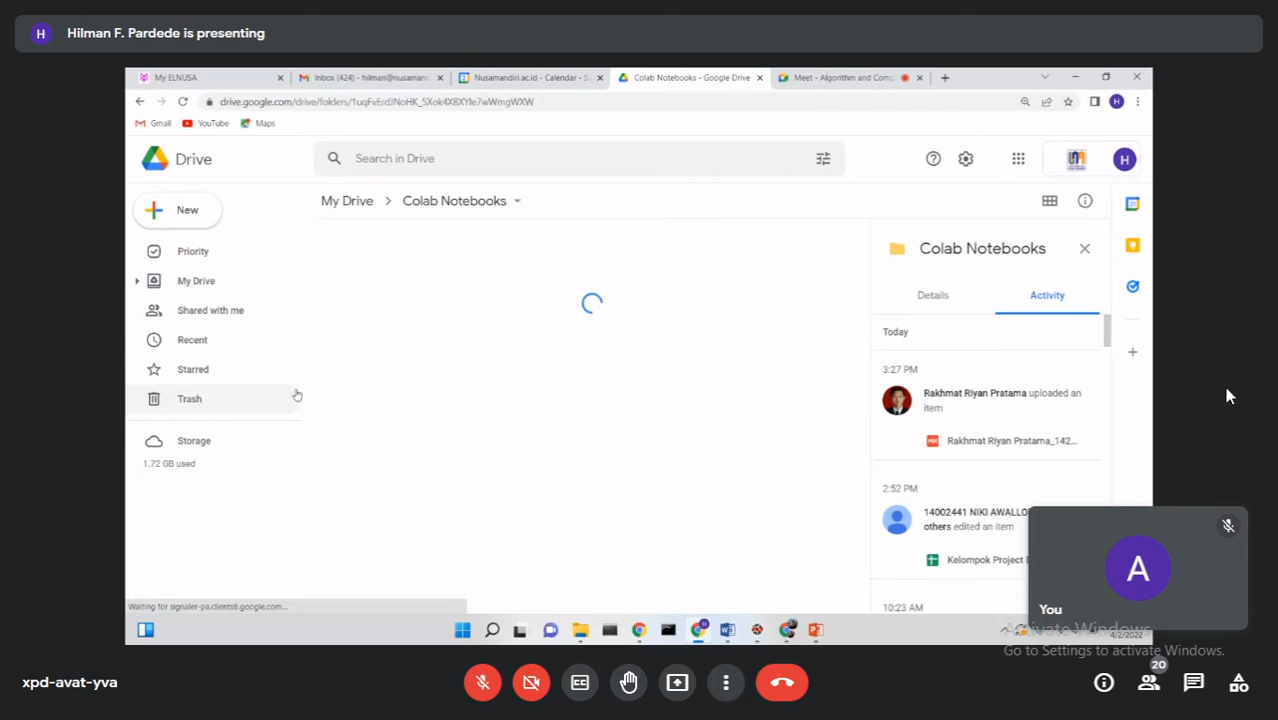 H Hilman F. Pardede is presenting
My ELNUSA
Inbox (424) - hilman@nusamand
Nusamandiri.ac.id - Calendar - S
Colab Notebooks - Google Drive
Meet - Algorithm and Comp
Gmail YouTube Maps
Drive
Search in Drive
H
New
My Drive > Colab Notebooks
Priority
My Drive
Shared with me
Recent
Starred
Trash
Storage
1.72 GB used
Colab Notebooks
Details Activity
Today
3:27 PM
Rakhmat Riyan Pratama uploaded an
item
Rakhmat Riyan Pratama_142...
2:52 PM
14002441 NIKI AWALLO
others edited an item
Kelompok Project
10:23 AM
Waiting for signaler-pa.clients6.google.com...
A
You
Activate Windows
4/2/2022
Go to Settings to activate Windows.
xpd-avat-yva
20